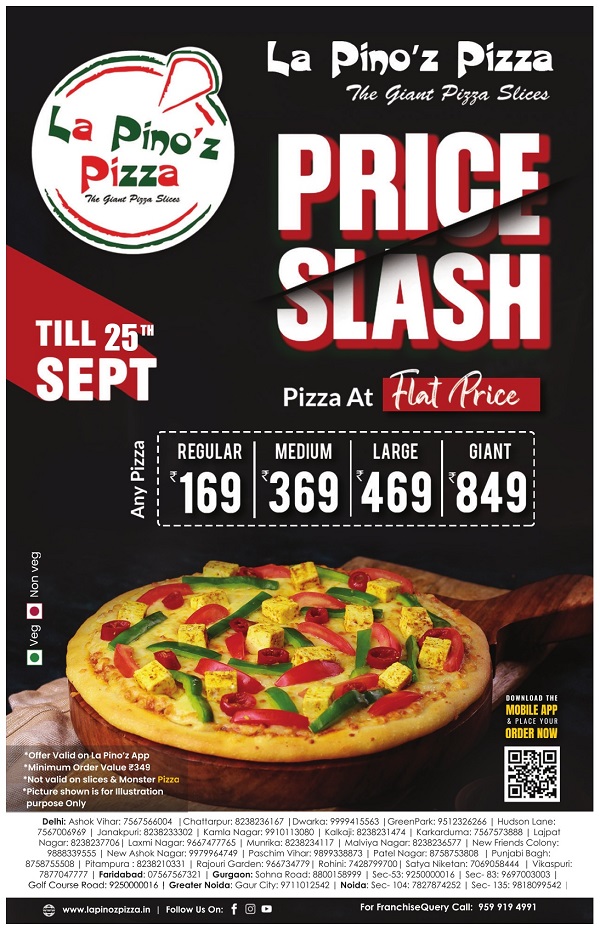 La Pino'z Pizza
The Giant Pizza Slices
La Pino'z
Pizza
The Giant Pizza Slices
PRICE
SLASH
TILL 25TH
SEPT
Pizza At Flat Price
Any Pizza
REGULAR MEDIUM LARGE GIANT
₹169 ₹369 ₹469 ₹849
Veg Non veg
DOWNLOAD THE
MOBILE APP
& PLACE YOUR
ORDER NOW
*Offer Valid on La Pino'z App
*Minimum Order Value ₹349
*Not valid on slices & Monster Pizza
*Picture shown is for Illustration
purpose Only
Delhi: Ashok Vihar: 7567566004 | Chattarpur: 8238236167 | Dwarka: 9999415563 | GreenPark: 9512326266 | Hudson Lane:
7567006969 | Janakpuri: 8238233302 | Kamla Nagar: 9910113080 | Kalkaji: 8238231474 | Karkarduma: 7567573888 | Lajpat
Nagar: 8238237706 | Laxmi Nagar: 9667477765 | Munrika: 8238234117 | Malviya Nagar: 8238236577 | New Friends Colony:
9888339555 | New Ashok Nagar: 9979964749 | Paschim Vihar: 9899338873 | Patel Nagar: 8758753808 | Punjabi Bagh:
8758755508 | Pitampura : 8238210331 | Rajouri Garden: 966734779 | Rohini: 7428799700 | Satya Niketan: 7069058444 | Vikaspuri:
7877047777 | Faridabad: 07567567321 | Gurgaon: Sahna Road: 8800158999 | Sec-53: 9250000016 | Sec- 83: 9697003003 |
Golf Course Road: 9250000016 | Greater Noida: Gaur City: 9711012542 | Noida: Sec- 104: 7827874252 | Sec- 135: 9818099542 |
www.lapinozpizza.in | Follow Us On: For FranchiseQuery Call: 959 919 4991